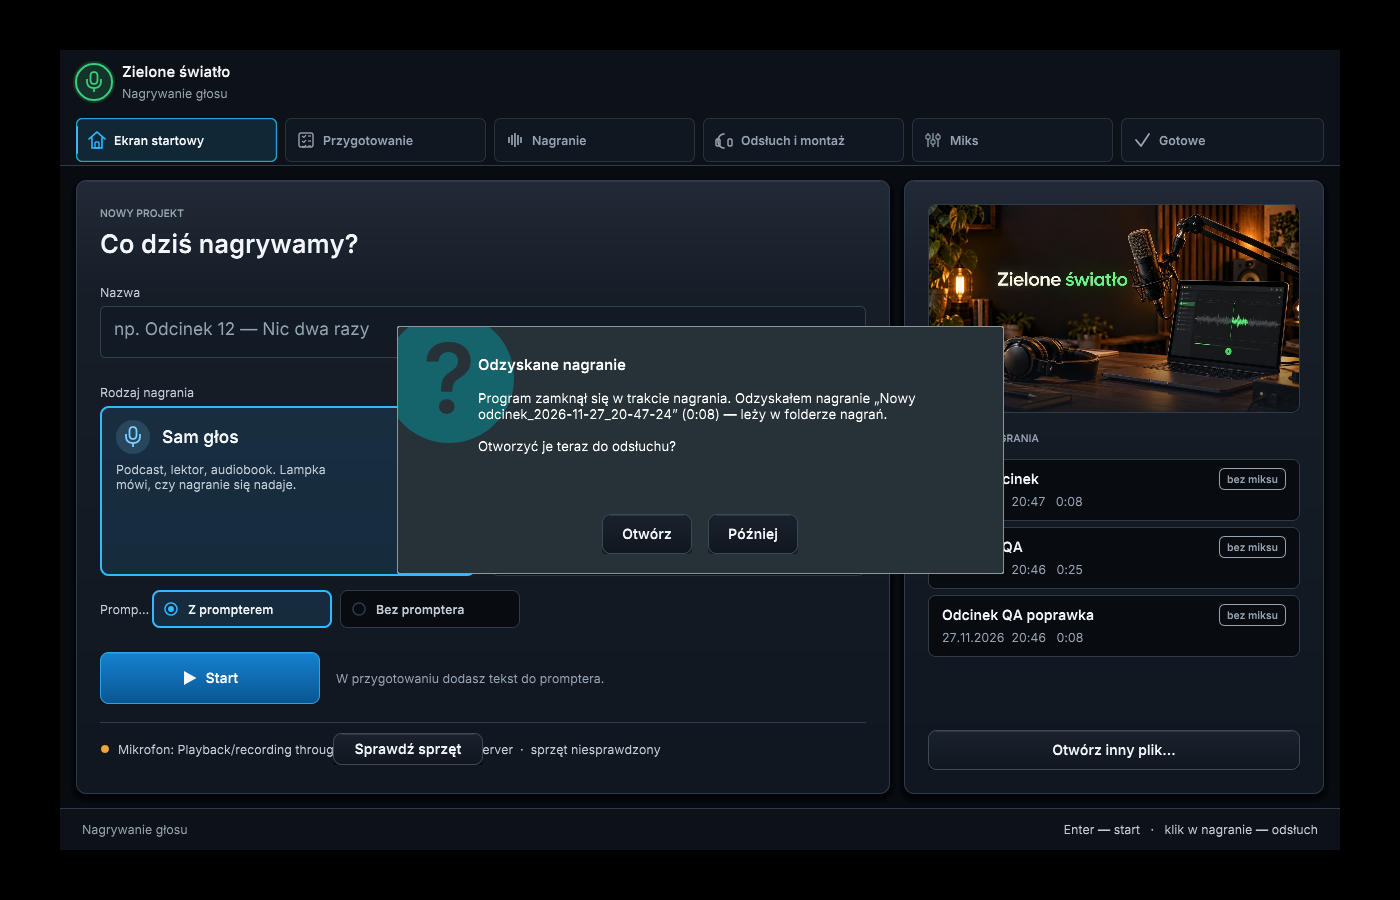 Zielone światło
Nagrywanie głosu
Ekran startowy
Przygotowanie
Nagranie
Odsłuch i montaż
Miks
Gotowe
NOWY PROJEKT
Co dziś nagrywamy?
Nazwa
np. Odcinek 12 — Nic dwa razy
Rodzaj nagrania
Sam głos
Podcast, lektor, audiobook. Lampka
mówi, czy nagranie się nadaje.
Promp...
Z prompterem
Bez promptera
Start
W przygotowaniu dodasz tekst do promptera.
Mikrofon: Playback/recording throug
Sprawdź sprzęt
erver · sprzęt niesprawdzony
?
Odzyskane nagranie
Program zamknął się w trakcie nagrania. Odzyskałem nagranie „Nowy
odcinek_2026-11-27_20-47-24” (0:08) — leży w folderze nagrań.
Otworzyć je teraz do odsłuchu?
Otwórz
Później
Zielone światło
GRANIA
cinek
bez miksu
20:47 0:08
QA
bez miksu
20:46 0:25
Odcinek QA poprawka
bez miksu
27.11.2026 20:46 0:08
Otwórz inny plik...
Nagrywanie głosu
Enter — start · klik w nagranie — odsłuch